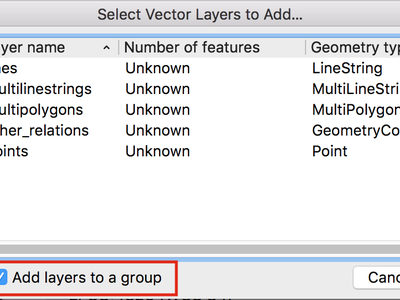 Select Vector Layers to Add...
yer name Number of features Geometry typ
es Unknown LineString
ultilinestrings Unknown MultiLineStri
ultipolygons Unknown MultiPolygon
her_relations Unknown GeometryCo
oints Unknown Point
Add layers to a group Canc